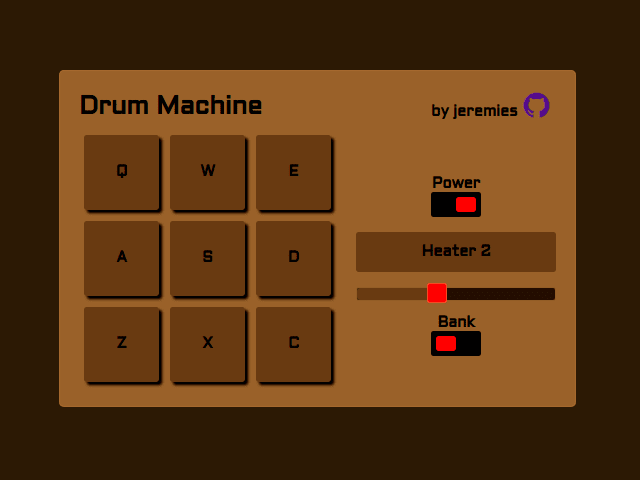 Drum Machine
by jeremies
Q W E
A S D
Z X C
Power
Heater 2
Bank